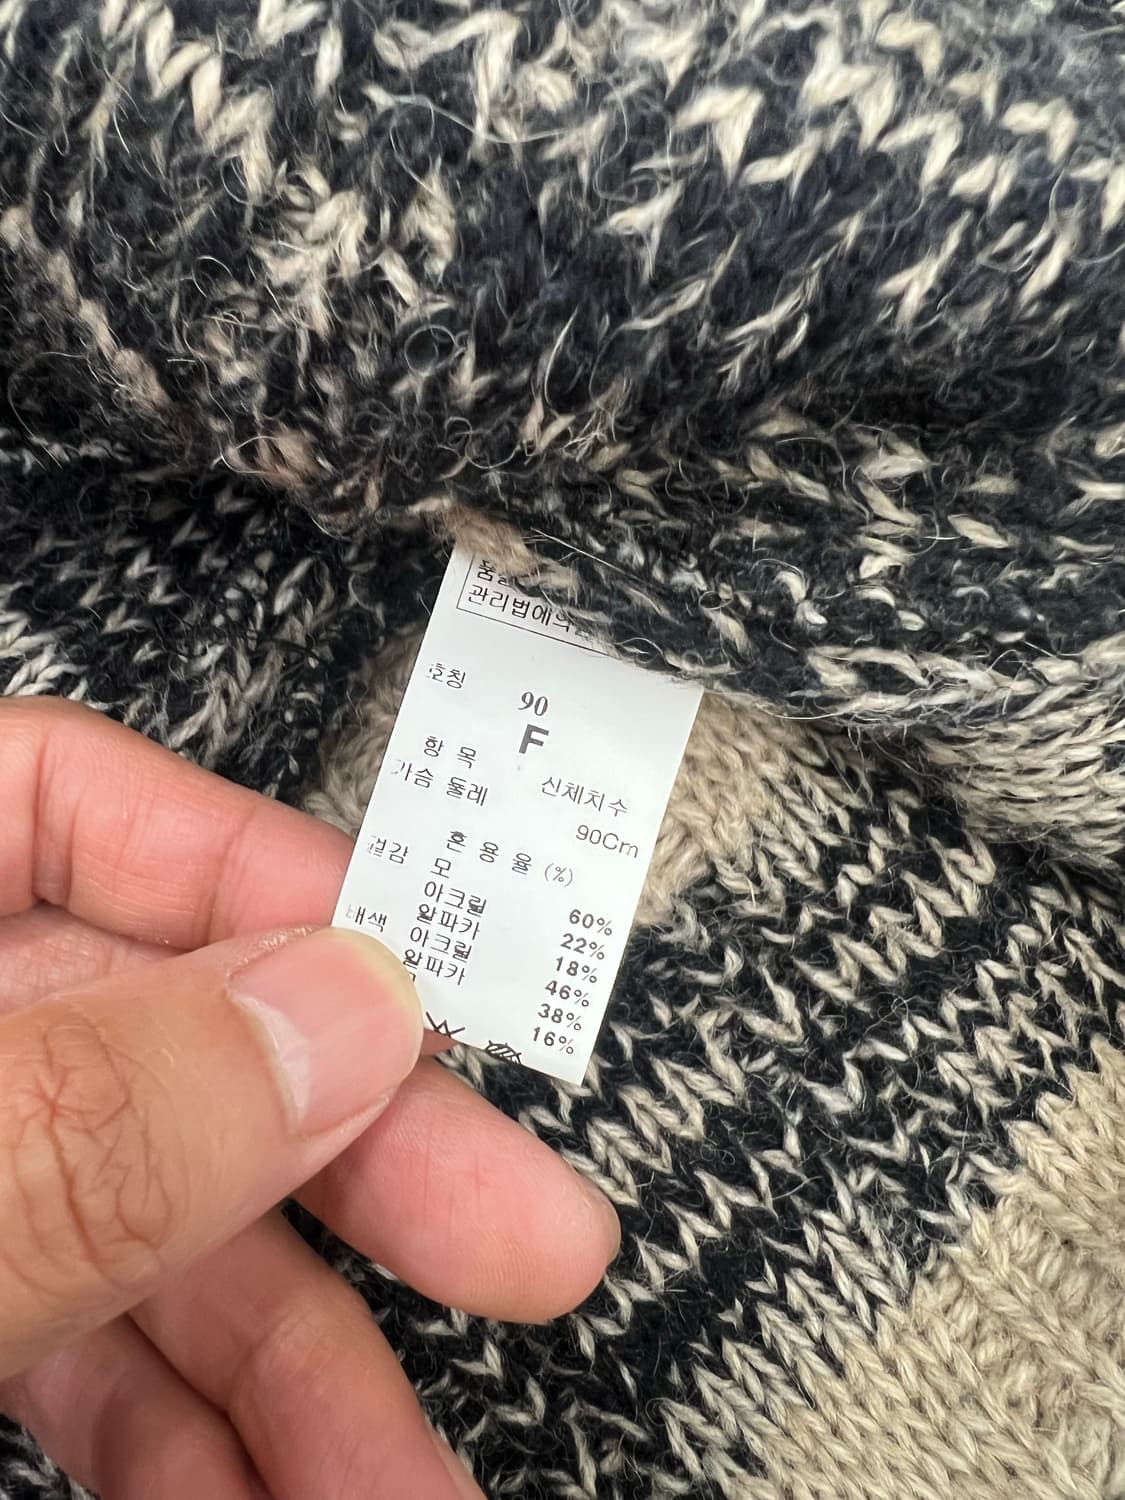 관리법에의
호칭
90
F
항 목 신체치수
가슴 둘레 90Cm
혼 용 율 (%)
겉감 모 60%
아크릴 22%
알파카 18%
배색 아크릴 46%
알파카 38%
16%